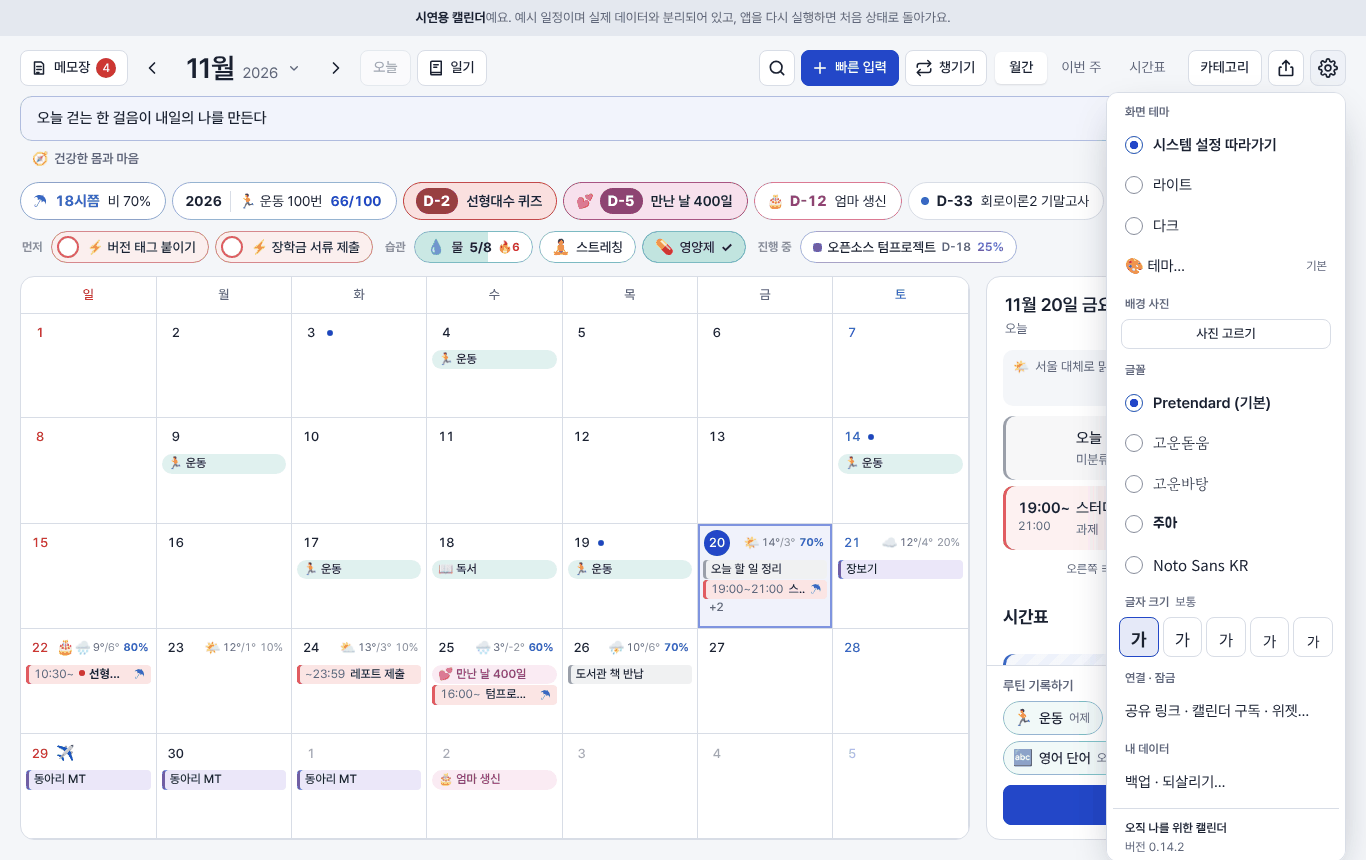 시연용 캘린더예요. 예시 일정이며 실제 데이터와 분리되어 있고, 앱을 다시 실행하면 처음 상태로 돌아가요.
메모장 4 11월 2026 오늘 일기 빠른 입력 챙기기 월간 이번 주 시간표 카테고리
오늘 걷는 한 걸음이 내일의 나를 만든다
건강한 몸과 마음
18시쯤 비 70% 2026 운동 100번 66/100 D-2 선형대수 퀴즈 D-5 만난 날 400일 D-12 엄마 생신 D-33 회로이론2 기말고사
먼저 버전 태그 붙이기 장학금 서류 제출 습관 물 5/8 6 스트레칭 영양제 진행 중 오픈소스 텀프로젝트 D-18 25%
일 월 화 수 목 금 토
1 2 3 4 5 6 7
운동
8 9 10 11 12 13 14
운동 운동
15 16 17 18 19 20 14°/3° 70% 21 12°/4° 20%
운동 독서 운동 오늘 할 일 정리 장보기
19:00~21:00 스..
+2
22 9°/6° 80% 23 12°/1° 10% 24 13°/3° 10% 25 3°/-2° 60% 26 10°/6° 70% 27 28
10:30~ 선형... ~23:59 레포트 제출 만난 날 400일 도서관 책 반납
16:00~ 텀프로...
29 30 1 2 3 4 5
동아리 MT 동아리 MT 동아리 MT 엄마 생신
11월 20일 금요
오늘
서울 대체로
오늘
미분류
19:00~ 스터디
21:00 과제
오른쪽
시간표
루틴 기록하기
운동 어제
abc 영어 단어
화면 테마
시스템 설정 따라가기
라이트
다크
테마... 기본
배경 사진
사진 고르기
글꼴
Pretendard (기본)
고운돋움
고운바탕
주아
Noto Sans KR
글자 크기 보통
가 가 가 가 가
연결 · 잠금
공유 링크 · 캘린더 구독 · 위젯...
내 데이터
백업 · 되살리기...
오직 나를 위한 캘린더
버전 0.14.2